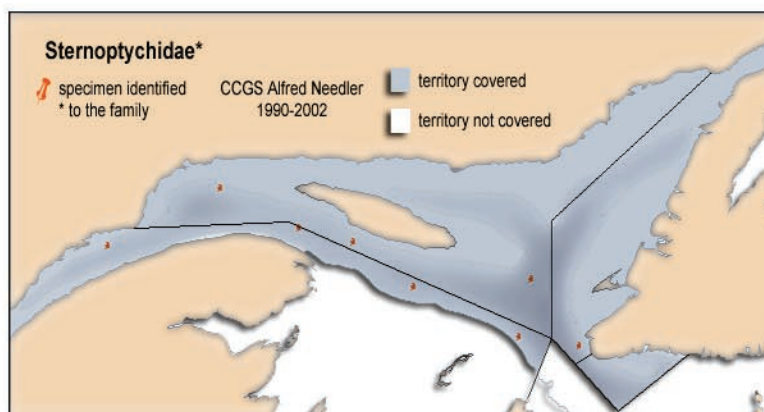 Sternoptychidae*
specimen identified
* to the family
CCGS Alfred Needler
1990-2002
territory covered
territory not covered